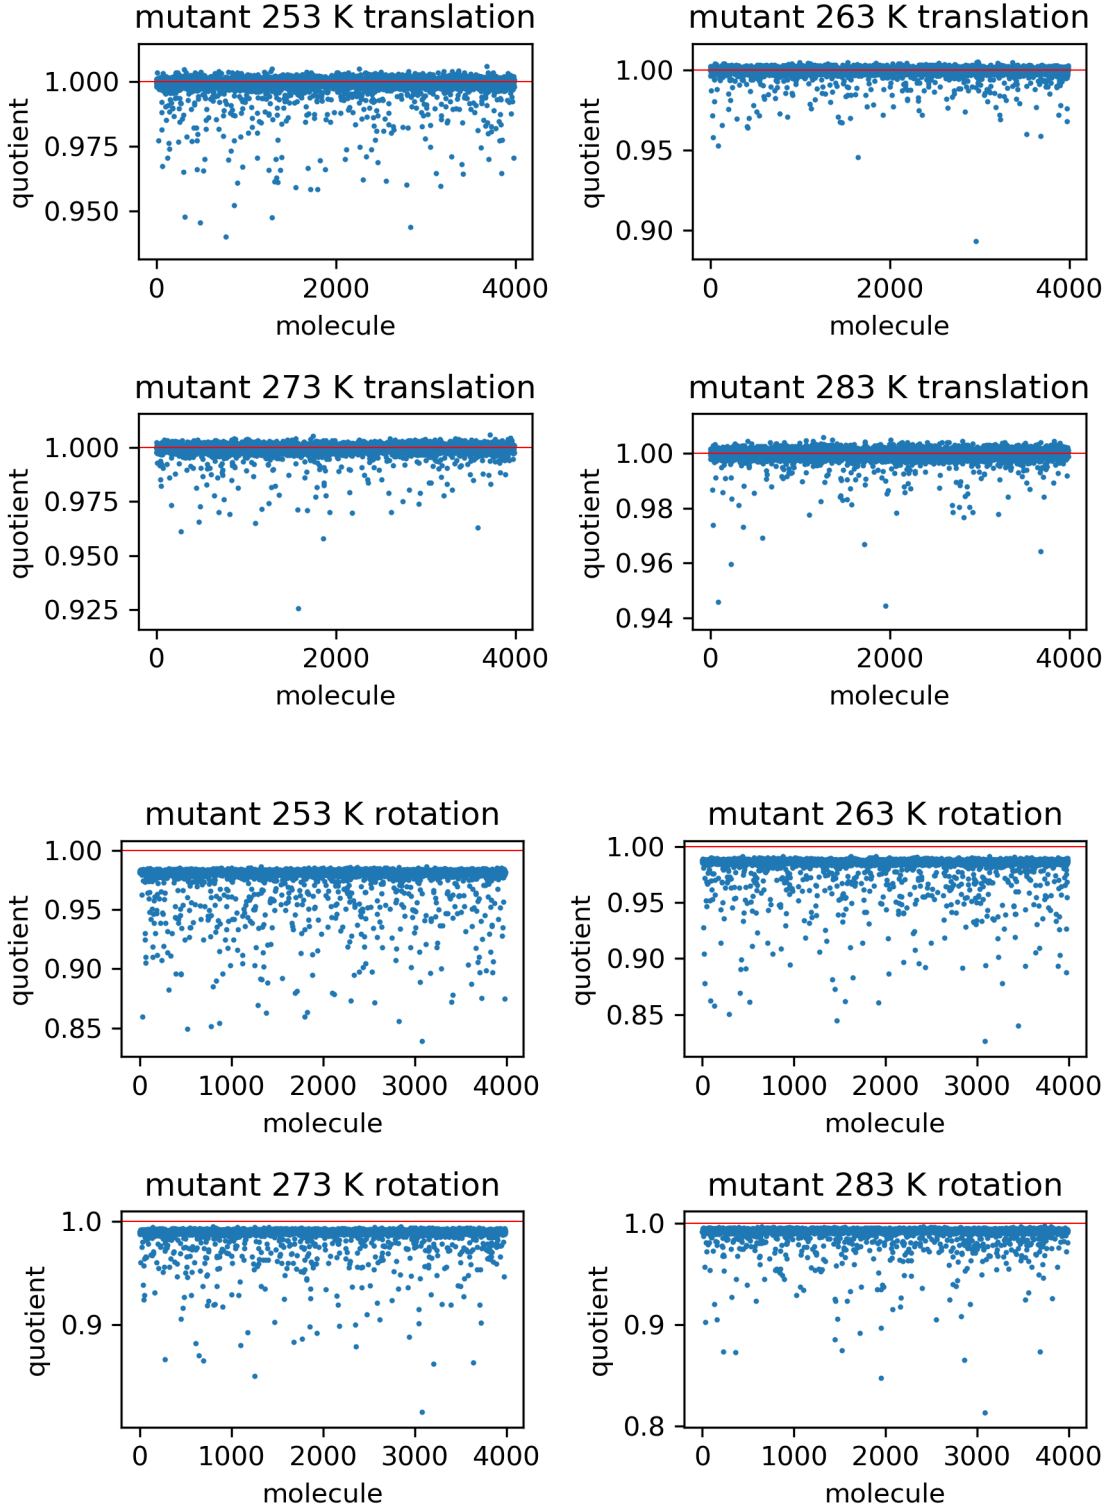 mutant 253 K translation
quotient
1.000
0.975
0.950
0
2000
4000
molecule
mutant 263 K translation
quotient
1.00
0.95
0.90
0
2000
4000
molecule
mutant 273 K translation
quotient
1.000
0.975
0.950
0.925
0
2000
4000
molecule
mutant 283 K translation
quotient
1.00
0.98
0.96
0.94
0
2000
4000
molecule
mutant 253 K rotation
quotient
1.00
0.95
0.90
0.85
0
1000
2000
3000
4000
molecule
mutant 263 K rotation
quotient
1.00
0.95
0.90
0.85
0
1000
2000
3000
4000
molecule
mutant 273 K rotation
quotient
1.0
0.9
0
1000
2000
3000
4000
molecule
mutant 283 K rotation
quotient
1.0
0.9
0.8
0
1000
2000
3000
4000
molecule